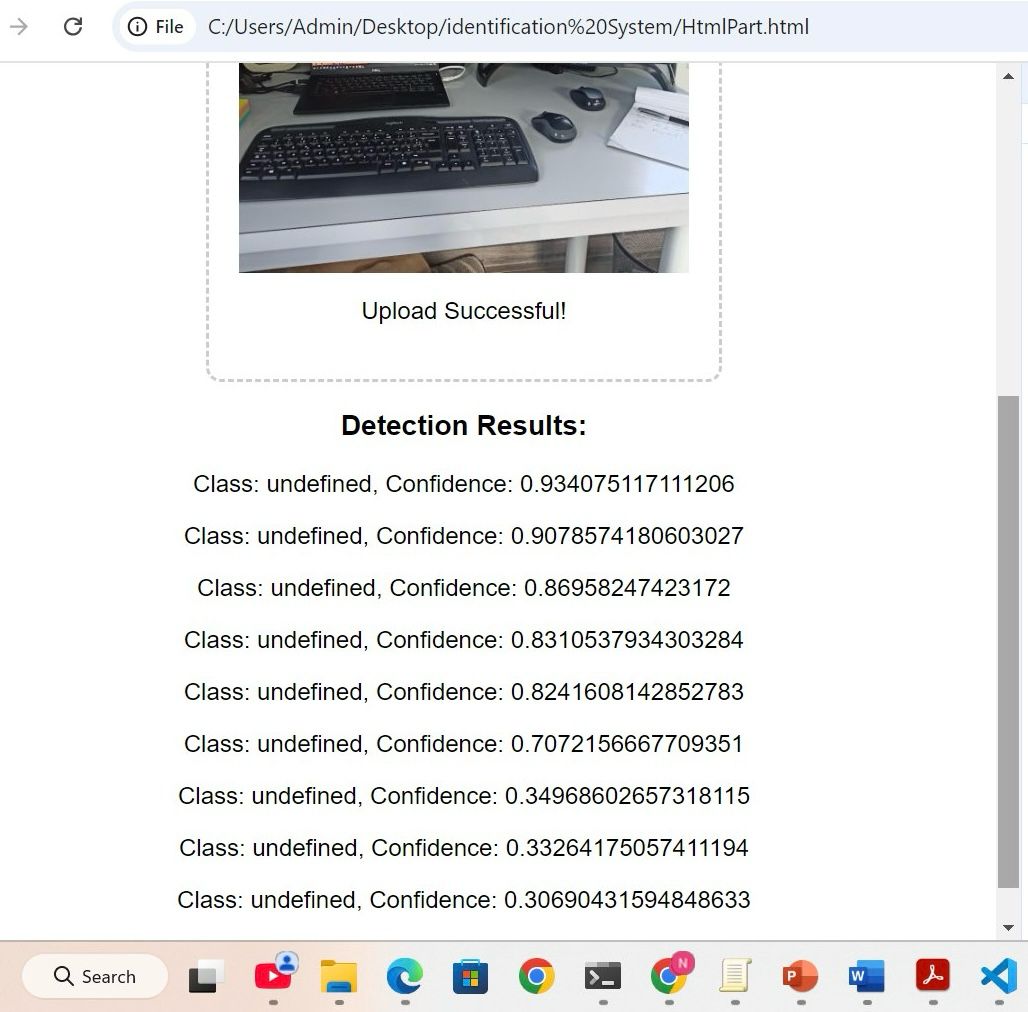 File C:/Users/Admin/Desktop/identification%20System/HtmlPart.html
Upload Successful!
Detection Results:
Class: undefined, Confidence: 0.934075117111206
Class: undefined, Confidence: 0.9078574180603027
Class: undefined, Confidence: 0.86958247423172
Class: undefined, Confidence: 0.8310537934303284
Class: undefined, Confidence: 0.8241608142852783
Class: undefined, Confidence: 0.7072156667709351
Class: undefined, Confidence: 0.34968602657318115
Class: undefined, Confidence: 0.33264175057411194
Class: undefined, Confidence: 0.30690431594848633
Search
N
P
W